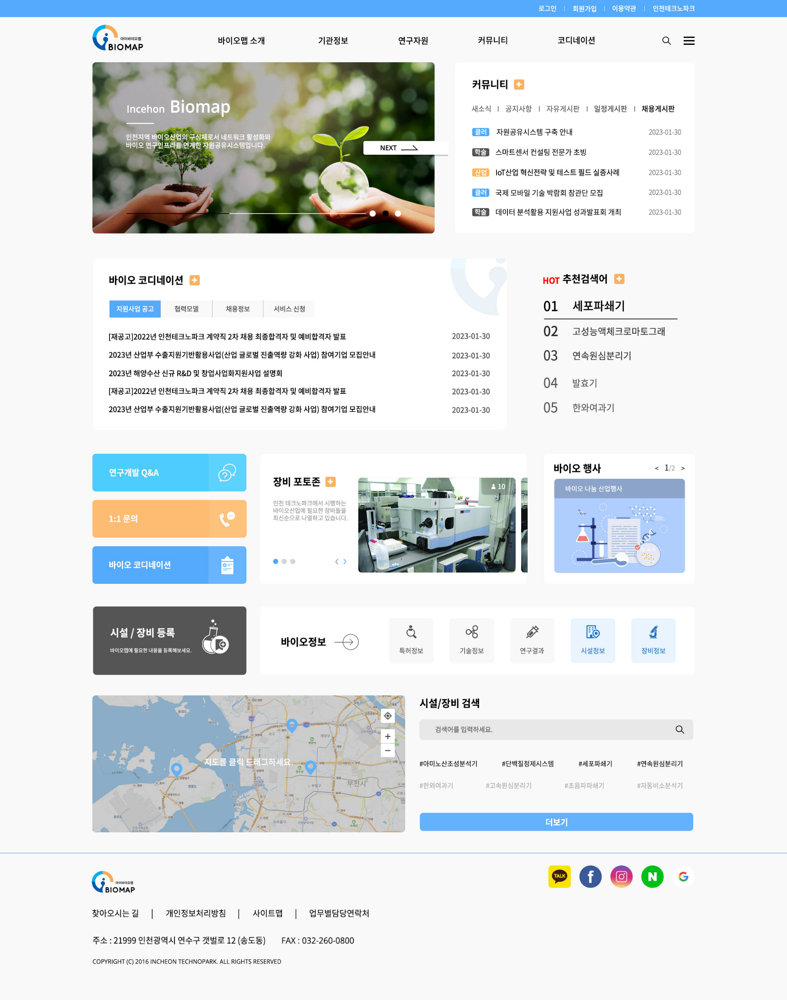 로그인 | 회원가입 | 이용약관 | 인천테크노파크
아이바이오맵
BIOMAP
바이오맵 소개 기관정보 연구자원 커뮤니티 코디네이션
Incehon Biomap
인천지역 바이오산업의 구심체로서 네트워크 활성화와
바이오 연구인프라를 연계한 자원공유시스템입니다.
NEXT
커뮤니티
새소식 | 공지사항 | 자유게시판 | 일정게시판 | 채용게시판
클러 자원공유시스템 구축 안내 2023-01-30
학술 스마트센서 컨설팅 전문가 초빙 2023-01-30
산업 IoT산업 혁신전략 및 테스트 필드 실증사례 2023-01-30
클러 국제 모바일 기술 박람회 참관단 모집 2023-01-30
학술 데이터 분석활용 지원사업 성과발표회 개최 2023-01-30
바이오 코디네이션
지원사업 공고 협력모델 채용정보 서비스 신청
[재공고]2022년 인천테크노파크 계약직 2차 채용 최종합격자 및 예비합격자 발표 2023-01-30
2023년 산업부 수출지원기반활용사업(산업 글로벌 진출역량 강화 사업) 참여기업 모집안내 2023-01-30
2023년 해양수산 신규 R&D 및 창업사업화지원사업 설명회 2023-01-30
[재공고]2022년 인천테크노파크 계약직 2차 채용 최종합격자 및 예비합격자 발표 2023-01-30
2023년 산업부 수출지원기반활용사업(산업 글로벌 진출역량 강화 사업) 참여기업 모집안내 2023-01-30
HOT 추천검색어
01 세포파쇄기
02 고성능액체크로마토그래
03 연속원심분리기
04 발효기
05 한와여과기
연구개발 Q&A
1:1 문의
바이오 코디네이션
장비 포토존
인천 테크노파크에서 시행하는
바이오산업에 필요한 장비들을
최신순으로 나열하고 있습니다.
10
바이오 행사
< 1/2 >
바이오 나눔 산업행사
시설 / 장비 등록
바이오맵에 필요한 내용을 등록해보세요.
바이오정보
특허정보 기술정보 연구결과 시설정보 장비정보
지도를 클릭 드래그하세요.
부천시
서구
계양구
계양산
부평구
동구
중구
미추홀구
영종도
신도
시설/장비 검색
검색어를 입력하세요.
#아미노산조성분석기 #단백질정제시스템 #세포파쇄기 #연속원심분리기
#한외여과기 #고속원심분리기 #초음파파쇄기 #자동비소분석기
더보기
아이바이오맵
BIOMAP
TALK
f
N
G
찾아오시는 길 | 개인정보처리방침 | 사이트맵 | 업무별담당연락처
주소 : 21999 인천광역시 연수구 갯벌로 12 (송도동) FAX : 032-260-0800
COPYRIGHT (C) 2016 INCHEON TECHNOPARK. ALL RIGHTS RESERVED